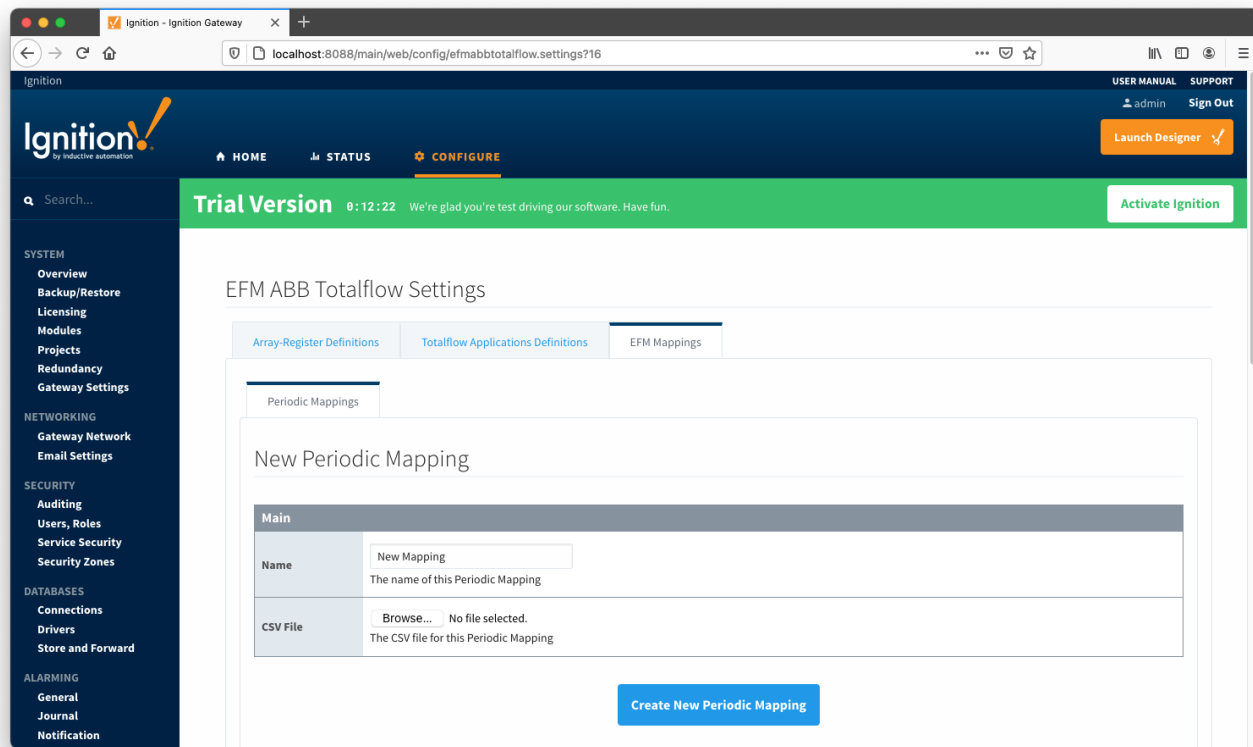 Ignition - Ignition Gateway
localhost:8088/main/web/config/efmabbtotalflow.settings?16
Ignition
USER MANUAL SUPPORT
admin Sign Out
Ignition!
by inductive automation
Launch Designer
HOME STATUS CONFIGURE
Search...
Trial Version 0:12:22 We're glad you're test driving our software. Have fun.
Activate Ignition
SYSTEM
Overview
Backup/Restore
Licensing
Modules
Projects
Redundancy
Gateway Settings
NETWORKING
Gateway Network
Email Settings
SECURITY
Auditing
Users, Roles
Service Security
Security Zones
DATABASES
Connections
Drivers
Store and Forward
ALARMING
General
Journal
Notification
EFM ABB Totalflow Settings
Array-Register Definitions Totalflow Applications Definitions EFM Mappings
Periodic Mappings
New Periodic Mapping
Main
Name
New Mapping
The name of this Periodic Mapping
CSV File
Browse... No file selected.
The CSV file for this Periodic Mapping
Create New Periodic Mapping